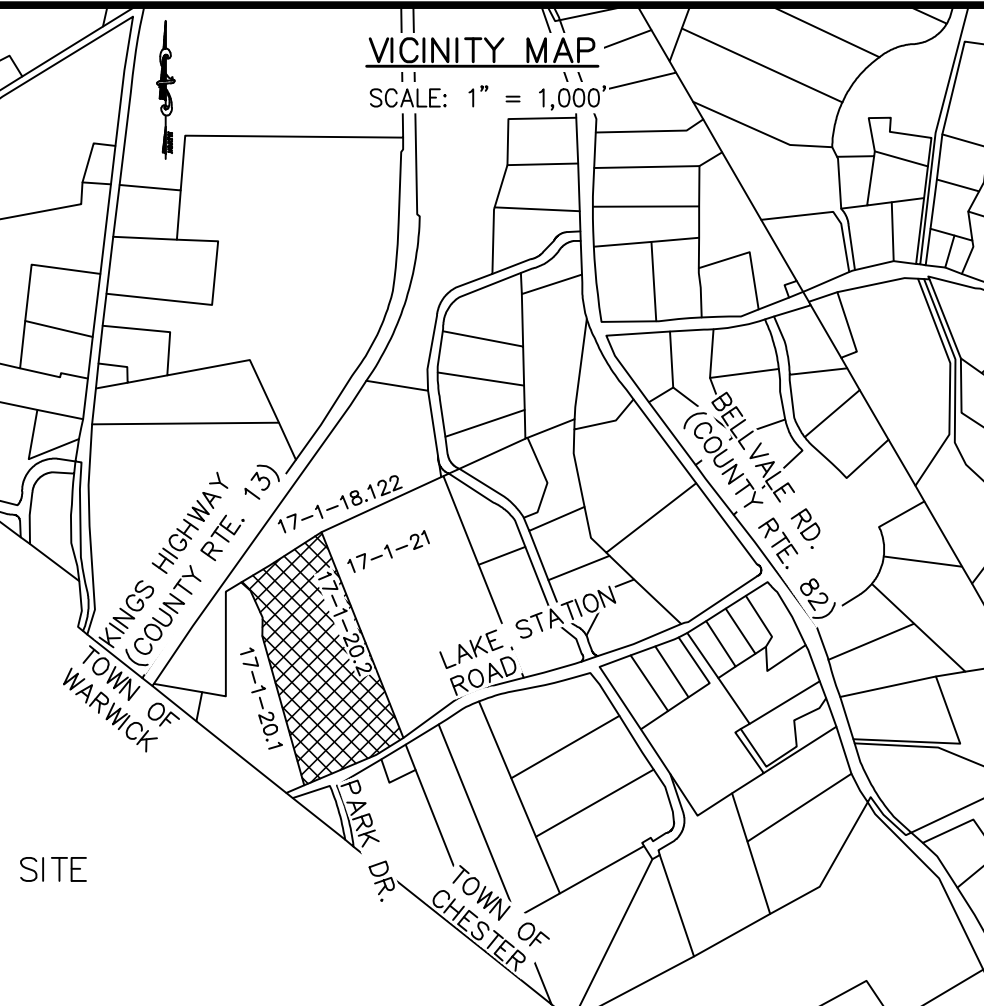 VICINITY MAP
SCALE: 1" = 1,000'
BELLVALE RD.
(COUNTY RTE. 82)
KINGS HIGHWAY
(COUNTY RTE. 13)
17-1-18.122
17-1-21
17-1-20.2
17-1-20.1
LAKE STATION
ROAD
TOWN OF
WARWICK
PARK DR.
SITE
TOWN OF
CHESTER